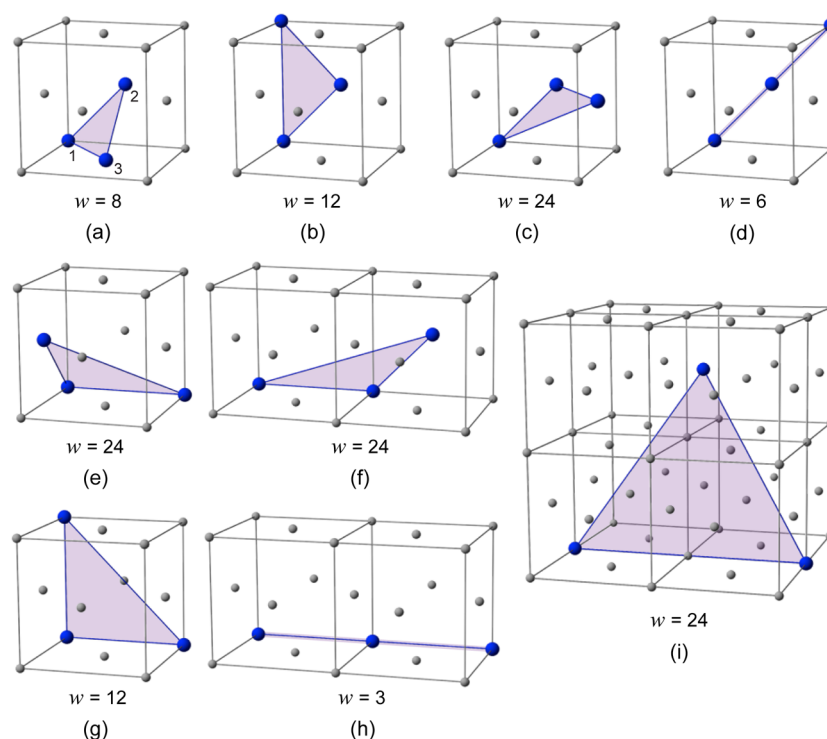 2
1
3
w = 8
w = 12
w = 24
w = 6
(a)
(b)
(c)
(d)
w = 24
w = 24
(e)
(f)
w = 24
(i)
w = 12
w = 3
(g)
(h)